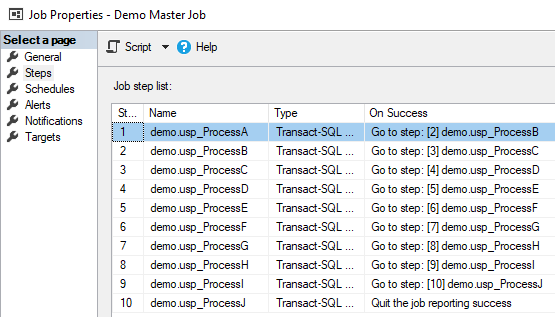 Job Properties - Demo Master Job
Select a page
General
Steps
Schedules
Alerts
Notifications
Targets
Script Help
Job step list:
St... Name Type On Success
1 demo.usp_ProcessA Transact-SQL ... Go to step: [2] demo.usp_ProcessB
2 demo.usp_ProcessB Transact-SQL ... Go to step: [3] demo.usp_ProcessC
3 demo.usp_ProcessC Transact-SQL ... Go to step: [4] demo.usp_ProcessD
4 demo.usp_ProcessD Transact-SQL ... Go to step: [5] demo.usp_ProcessE
5 demo.usp_ProcessE Transact-SQL ... Go to step: [6] demo.usp_ProcessF
6 demo.usp_ProcessF Transact-SQL ... Go to step: [7] demo.usp_ProcessG
7 demo.usp_ProcessG Transact-SQL ... Go to step: [8] demo.usp_ProcessH
8 demo.usp_ProcessH Transact-SQL ... Go to step: [9] demo.usp_ProcessI
9 demo.usp_ProcessI Transact-SQL ... Go to step: [10] demo.usp_ProcessJ
10 demo.usp_ProcessJ Transact-SQL ... Quit the job reporting success